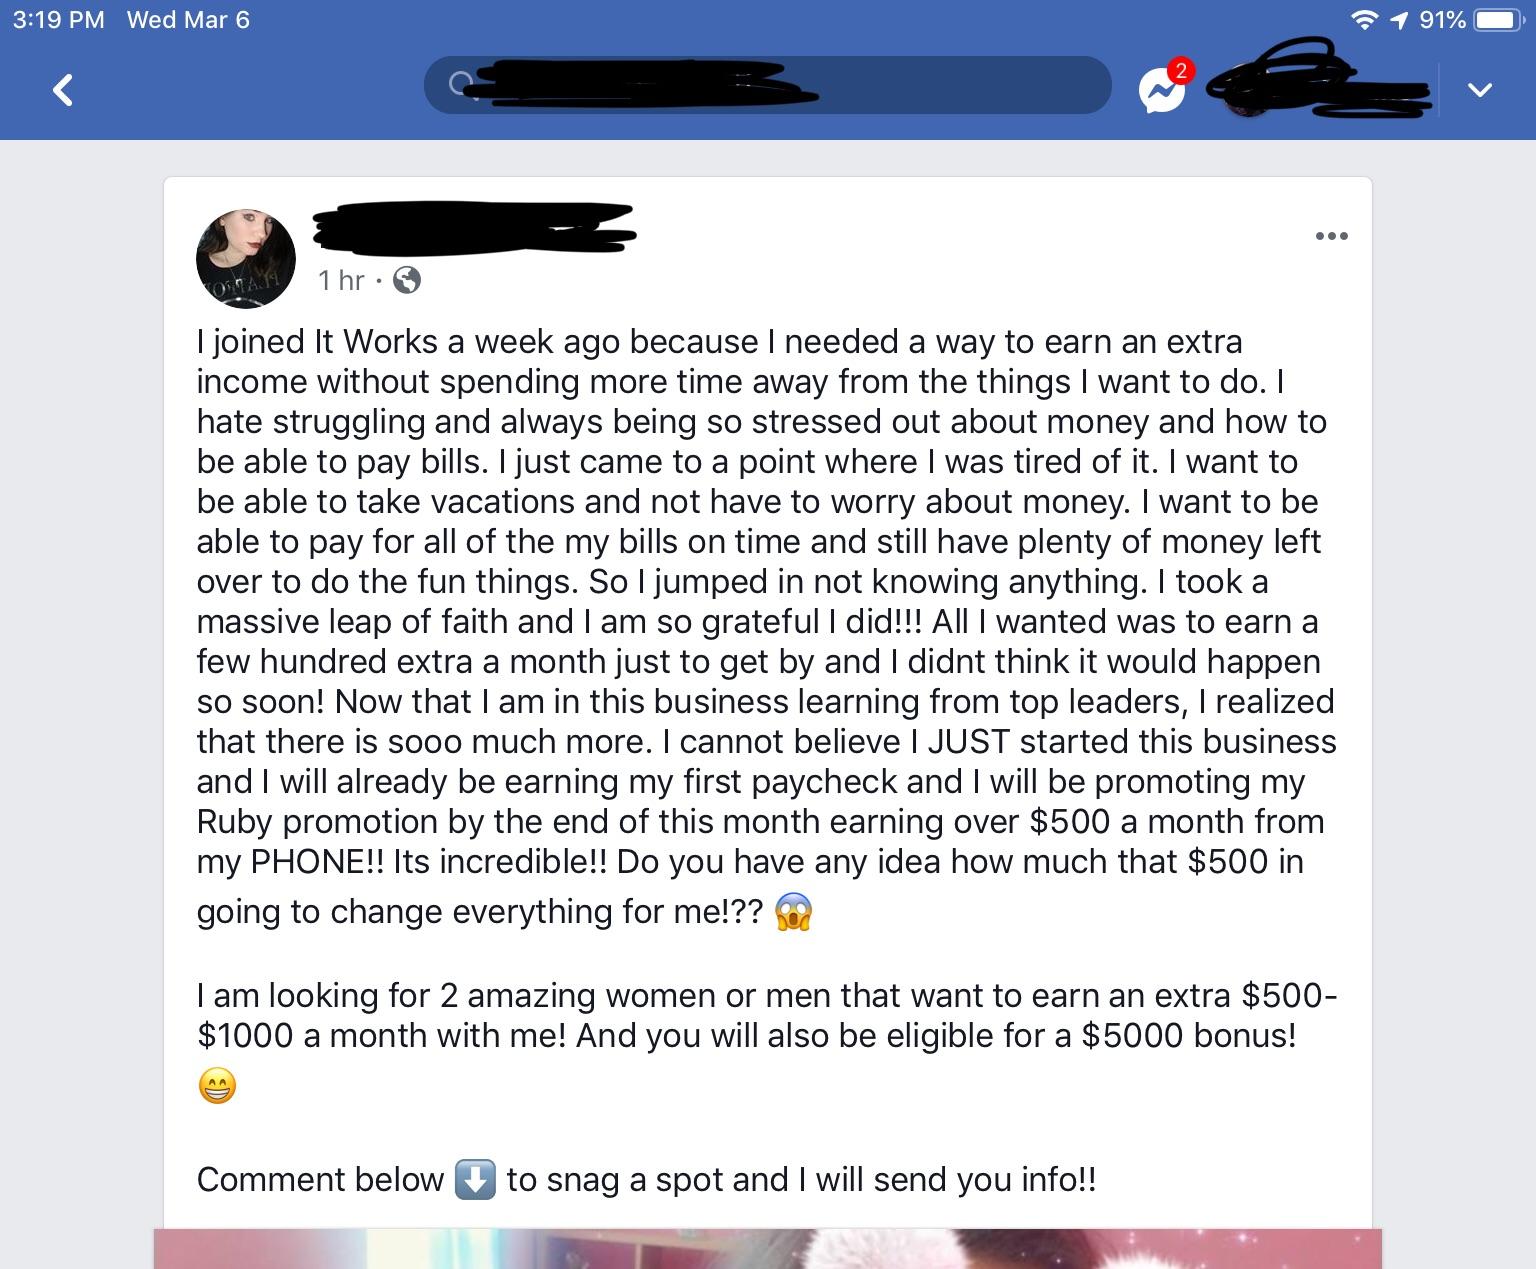 3:19 PM Wed Mar 6 91%
2
1 hr ·
I joined It Works a week ago because I needed a way to earn an extra
income without spending more time away from the things I want to do. I
hate struggling and always being so stressed out about money and how to
be able to pay bills. I just came to a point where I was tired of it. I want to
be able to take vacations and not have to worry about money. I want to be
able to pay for all of the my bills on time and still have plenty of money left
over to do the fun things. So I jumped in not knowing anything. I took a
massive leap of faith and I am so grateful I did!!! All I wanted was to earn a
few hundred extra a month just to get by and I didnt think it would happen
so soon! Now that I am in this business learning from top leaders, I realized
that there is sooo much more. I cannot believe I JUST started this business
and I will already be earning my first paycheck and I will be promoting my
Ruby promotion by the end of this month earning over $500 a month from
my PHONE!! Its incredible!! Do you have any idea how much that $500 in
going to change everything for me!?? 😱
I am looking for 2 amazing women or men that want to earn an extra $500-
$1000 a month with me! And you will also be eligible for a $5000 bonus!
😁
Comment below ⬇️ to snag a spot and I will send you info!!